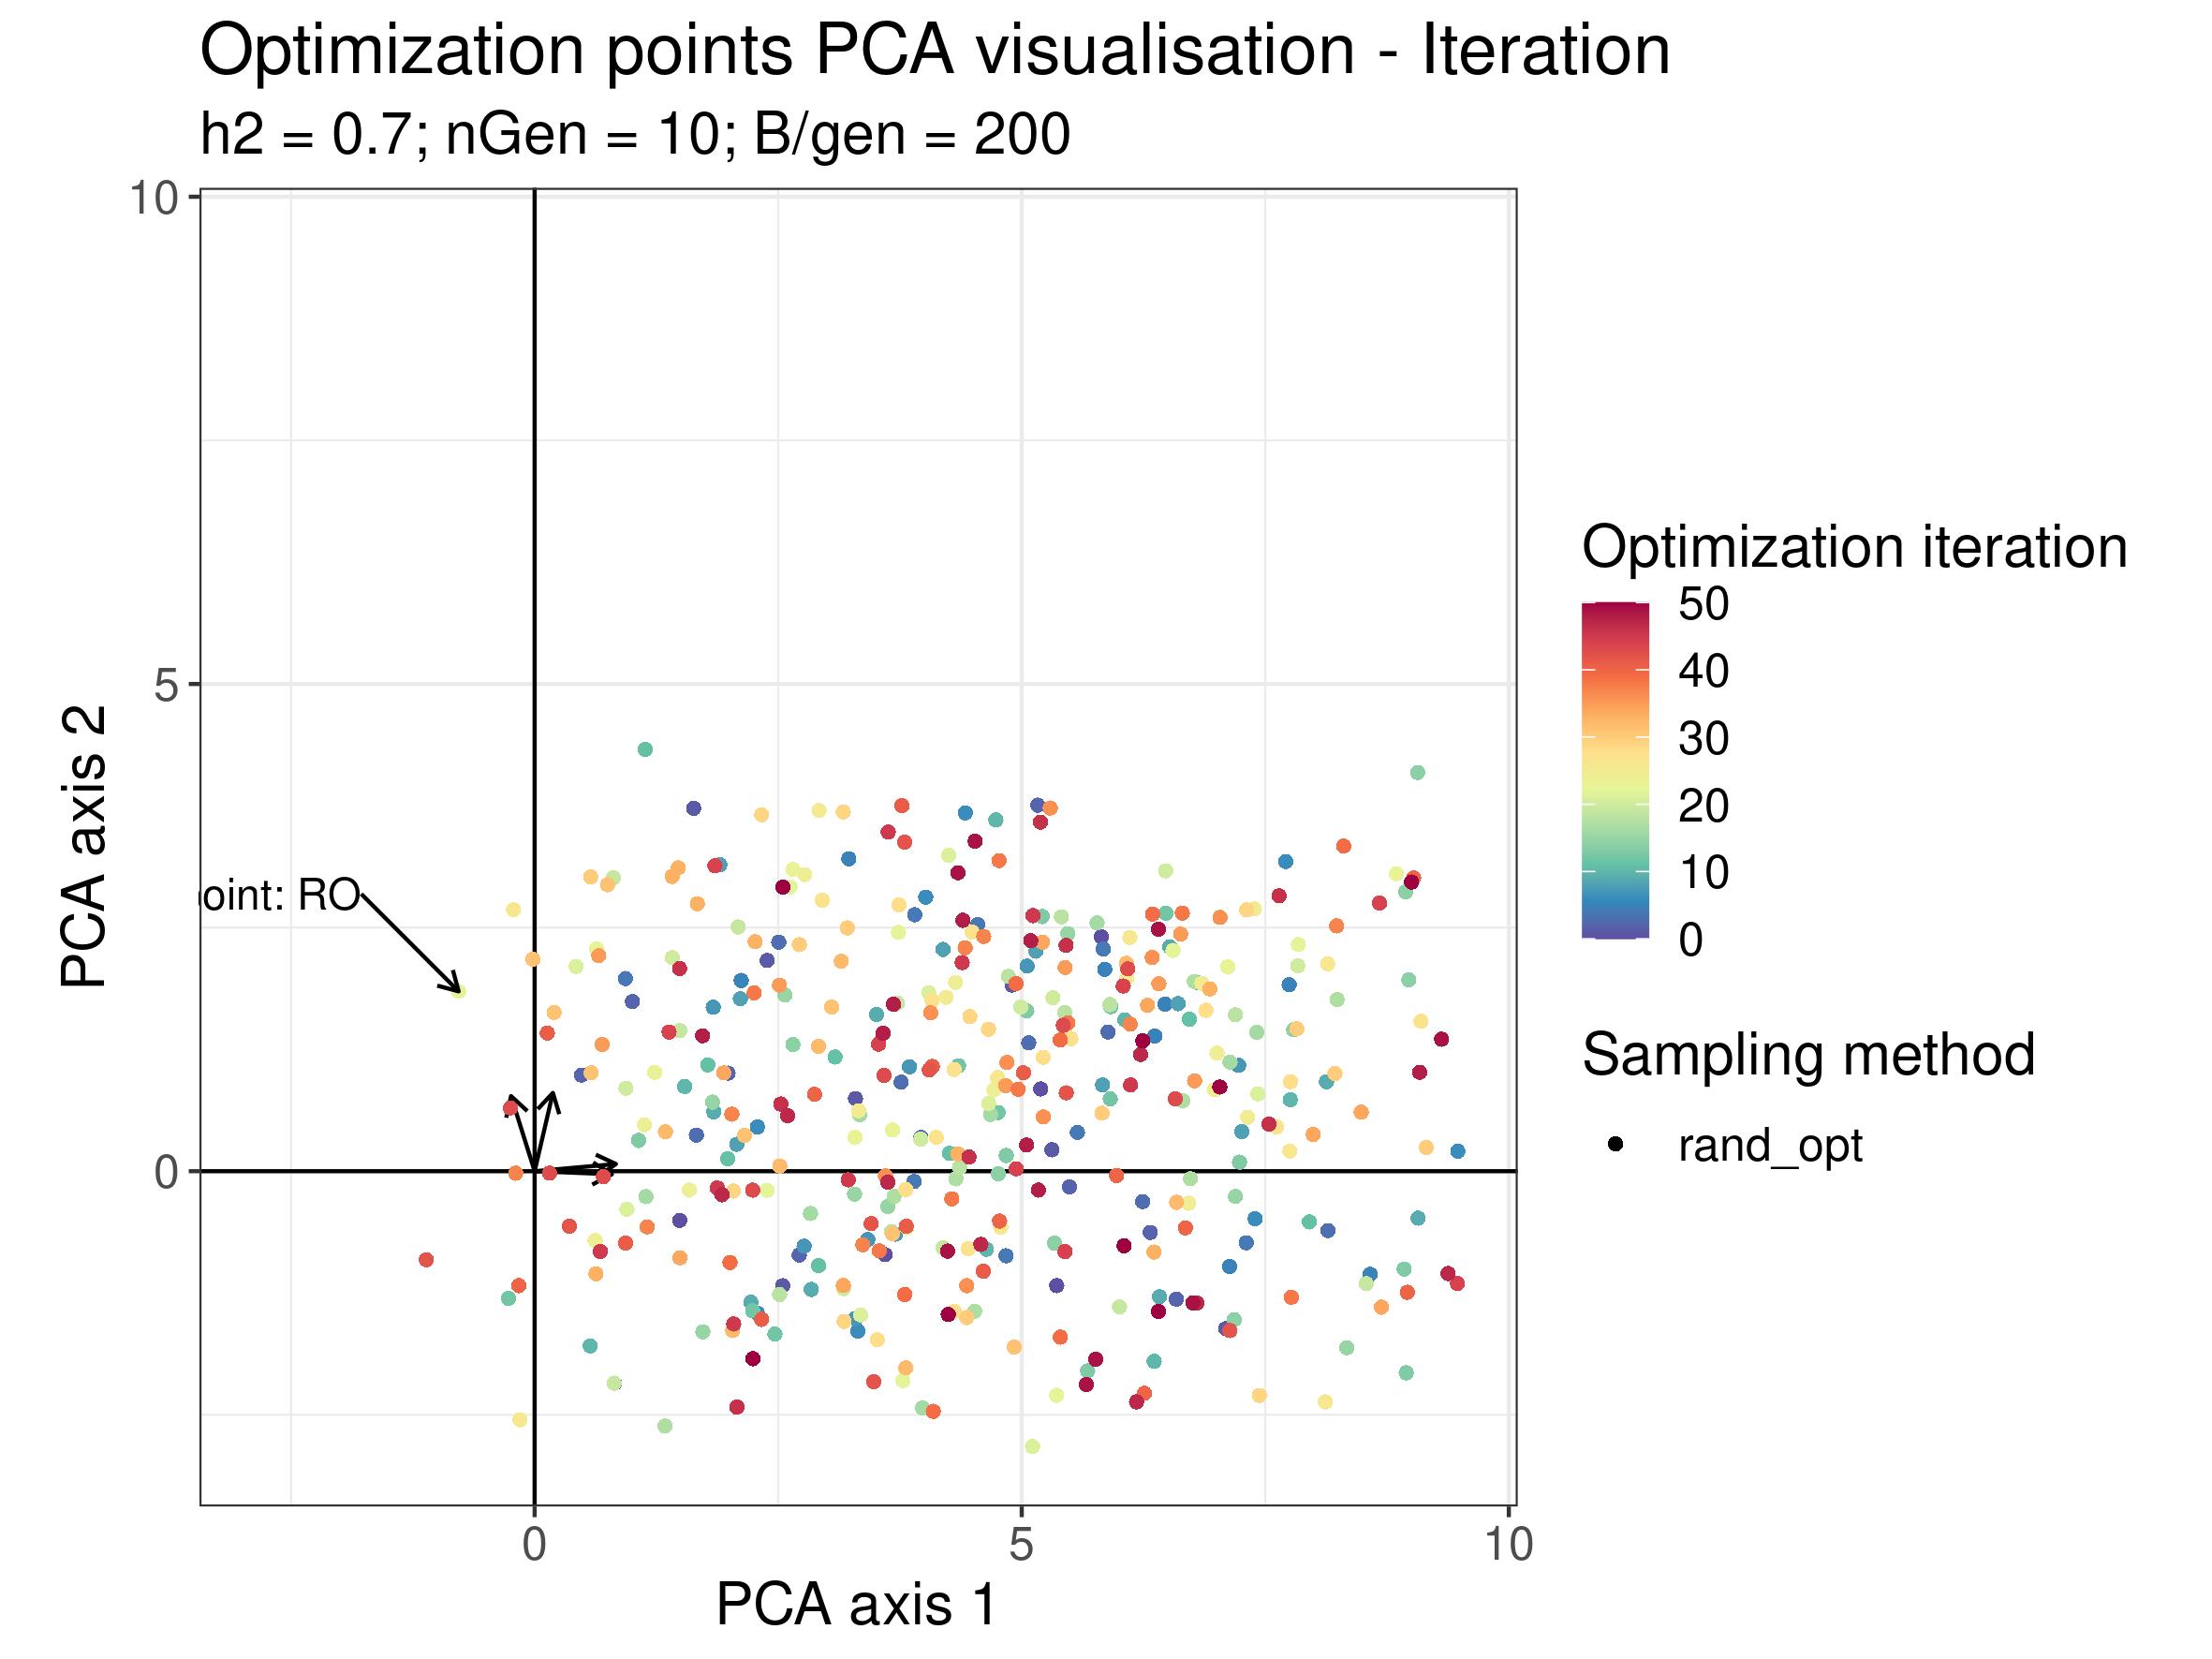 Optimization points PCA visualisation - Iteration
h2 = 0.7; nGen = 10; B/gen = 200
10
5
0
PCA axis 2
oint: RO
0
5
10
PCA axis 1
Optimization iteration
50
40
30
20
10
0
Sampling method
rand_opt